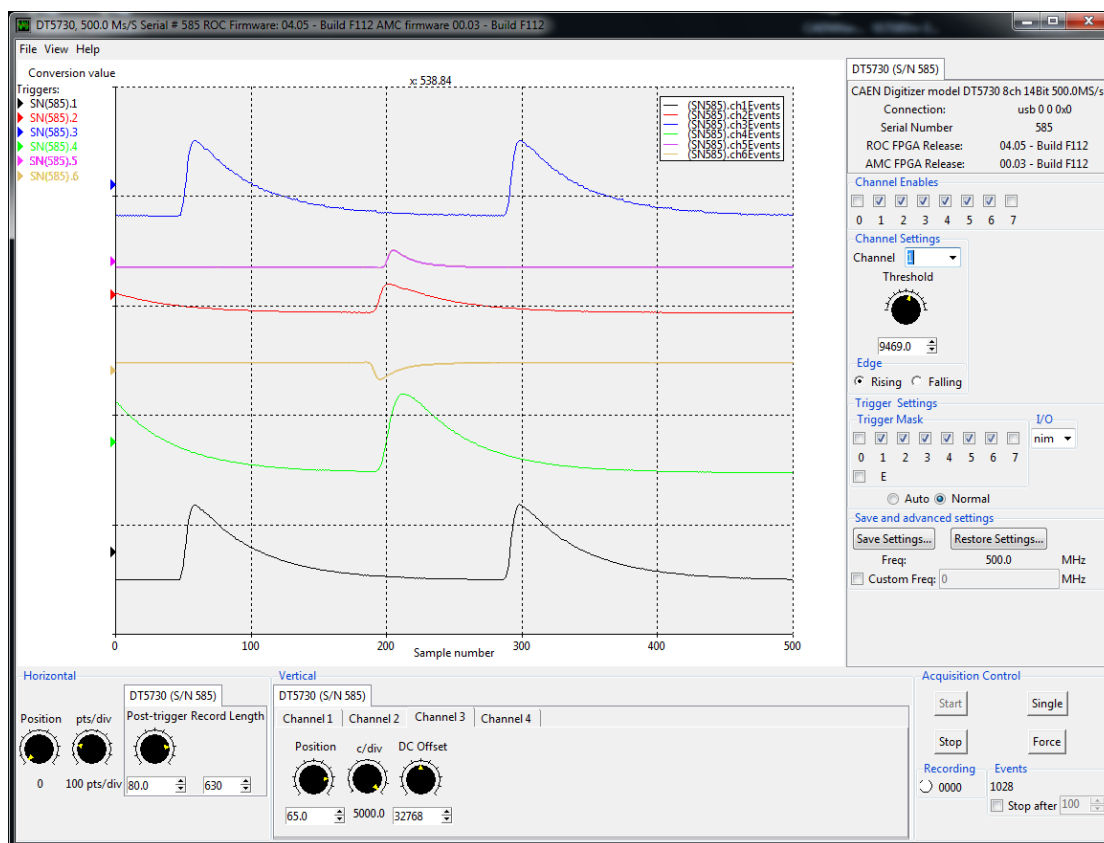 DT5730, 500.0 Ms/S Serial # 585 ROC Firmware: 04.05 - Build F112 AMC firmware 00.03 - Build F112
File View Help
Conversion value
x: 538.84
Triggers:
SN(585).1
SN(585).2
SN(585).3
SN(585).4
SN(585).5
SN(585).6
(SN585).ch1Events
(SN585).ch2Events
(SN585).ch3Events
(SN585).ch4Events
(SN585).ch5Events
(SN585).ch6Events
0 100 200 300 400 500
Sample number
DT5730 (S/N 585)
CAEN Digitizer model DT5730 8ch 14Bit 500.0MS/s
Connection: usb 0 0 0x0
Serial Number 585
ROC FPGA Release: 04.05 - Build F112
AMC FPGA Release: 00.03 - Build F112
Channel Enables
0 1 2 3 4 5 6 7
Channel Settings
Channel 1
Threshold
9469.0
Edge
Rising Falling
Trigger Settings
Trigger Mask I/O
nim
0 1 2 3 4 5 6 7
E
Auto Normal
Save and advanced settings
Save Settings... Restore Settings...
Freq: 500.0 MHz
Custom Freq: 0 MHz
Horizontal
DT5730 (S/N 585)
Position pts/div Post-trigger Record Length
0 100 pts/div 80.0 630
Vertical
DT5730 (S/N 585)
Channel 1 Channel 2 Channel 3 Channel 4
Position c/div DC Offset
65.0 5000.0 32768
Acquisition Control
Start Single
Stop Force
Recording Events
0000 1028
Stop after 100